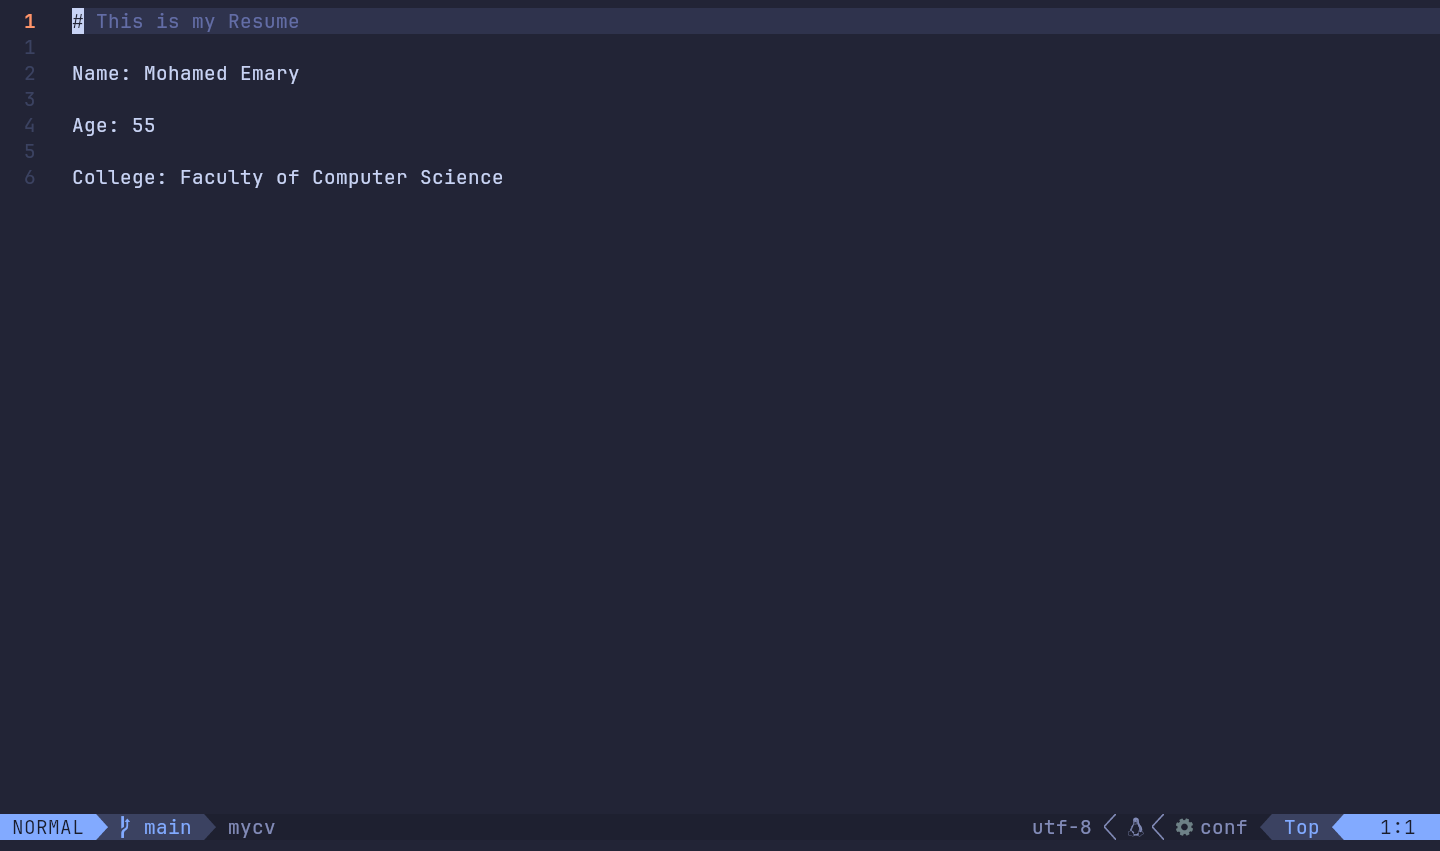 1 # This is my Resume
1
2 Name: Mohamed Emary
3
4 Age: 55
5
6 College: Faculty of Computer Science
NORMAL main mycv utf-8 conf Top 1:1